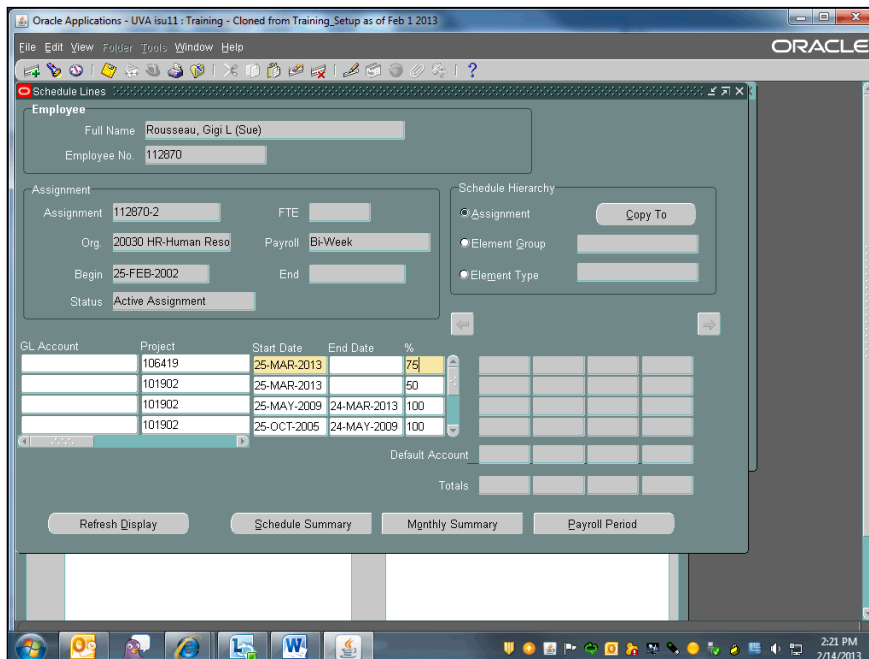 Oracle Applications - UVA isu11 : Training - Cloned from Training_Setup as of Feb 1 2013
File Edit View Folder Tools Window Help
ORACLE
Schedule Lines
Employee
Full Name Rousseau, Gigi L (Sue)
Employee No. 112870
Assignment
Schedule Hierarchy
Assignment 112870-2 FTE
Assignment Copy To
Org. 20030 HR-Human Reso Payroll Bi-Week
Element Group
Begin 25-FEB-2002 End
Element Type
Status Active Assignment
GL Account Project Start Date End Date %
106419 25-MAR-2013 75
101902 25-MAR-2013 50
101902 25-MAY-2009 24-MAR-2013 100
101902 25-OCT-2005 24-MAY-2009 100
Default Account
Totals
Refresh Display Schedule Summary Monthly Summary Payroll Period
2:21 PM
2/14/2013